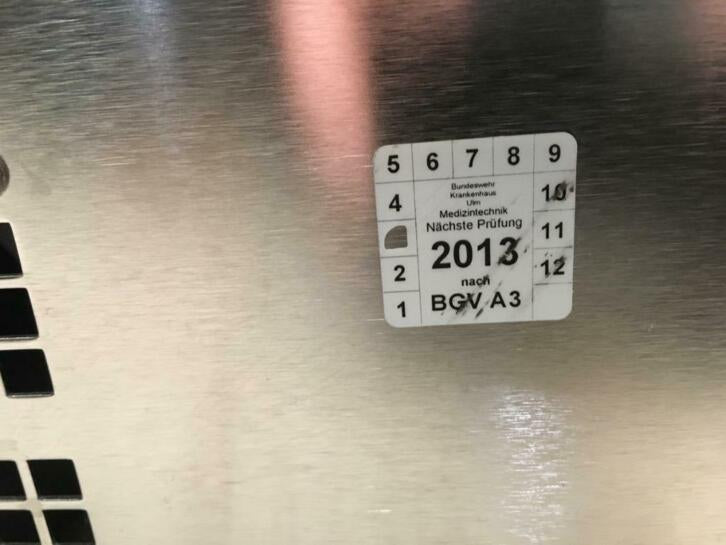 5 6 7 8 9
4
2
1
Bundeswehr
Krankenhaus
Ulm
Medizintechnik
Nächste Prüfung
2013
nach
BGV A3
10
11
12